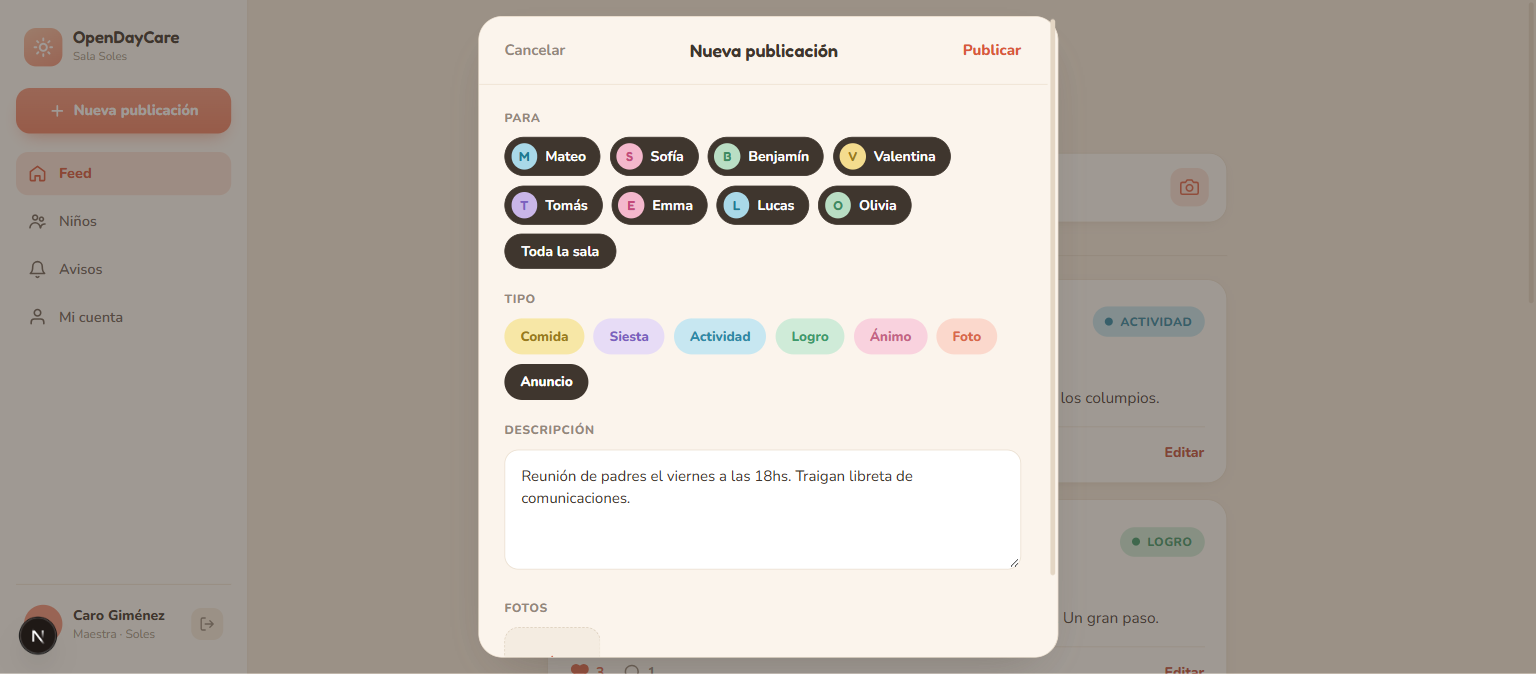 OpenDayCare
Sala Soles
Nueva publicación
Feed
Niños
Avisos
Mi cuenta
Caro Giménez
Maestra · Soles
N
Cancelar
Nueva publicación
Publicar
PARA
M Mateo
S Sofía
B Benjamín
V Valentina
T Tomás
E Emma
L Lucas
O Olivia
Toda la sala
TIPO
Comida
Siesta
Actividad
Logro
Ánimo
Foto
Anuncio
DESCRIPCIÓN
Reunión de padres el viernes a las 18hs. Traigan libreta de
comunicaciones.
FOTOS
ACTIVIDAD
los columpios.
Editar
LOGRO
Un gran paso.
3
1
Editar